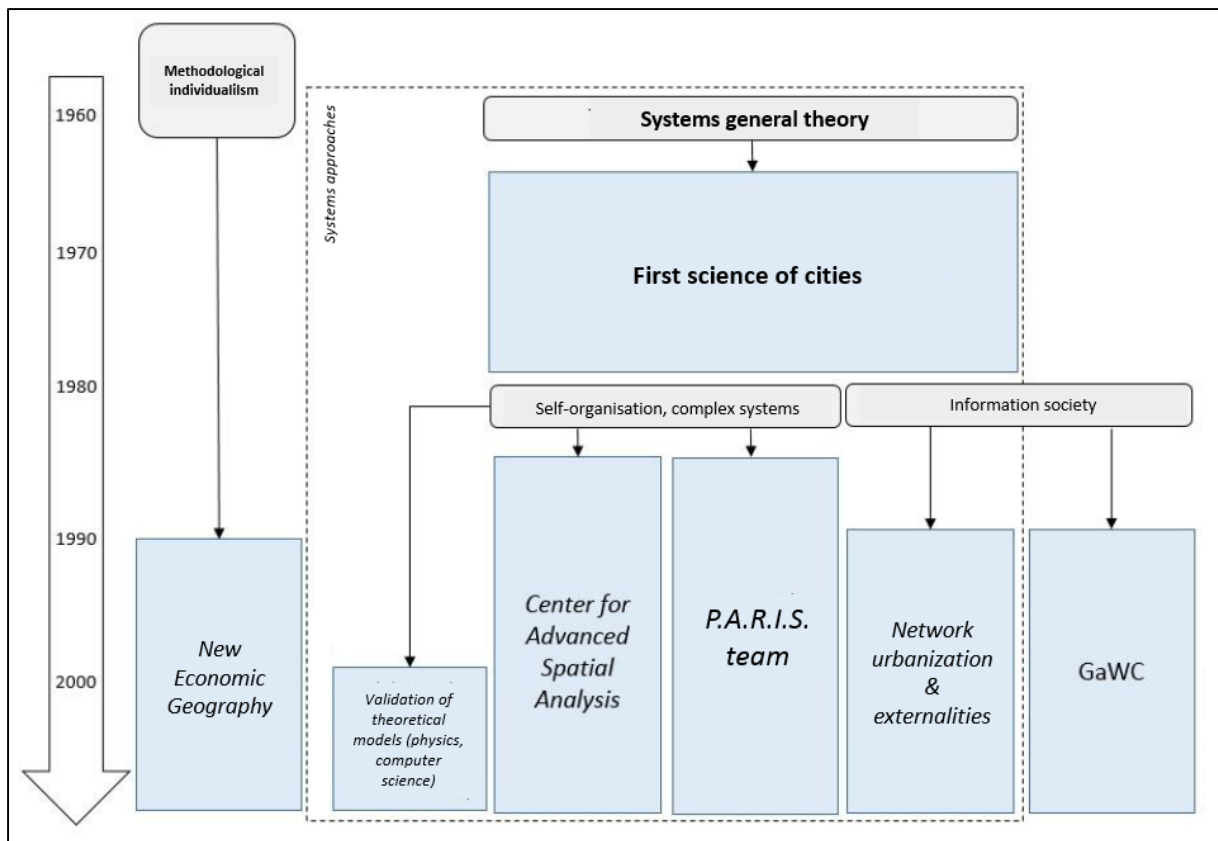 Methodological
individualilsm
1960
Systems approaches
Systems general theory
1970
First science of cities
1980
Self-organisation, complex systems
Information society
1990
New
Economic
Geography
2000
Validation of
theoretical
models (physics,
computer
science)
Center for
Advanced
Spatial
Analysis
P.A.R.I.S.
team
Network
urbanization
&
externalities
GaWC